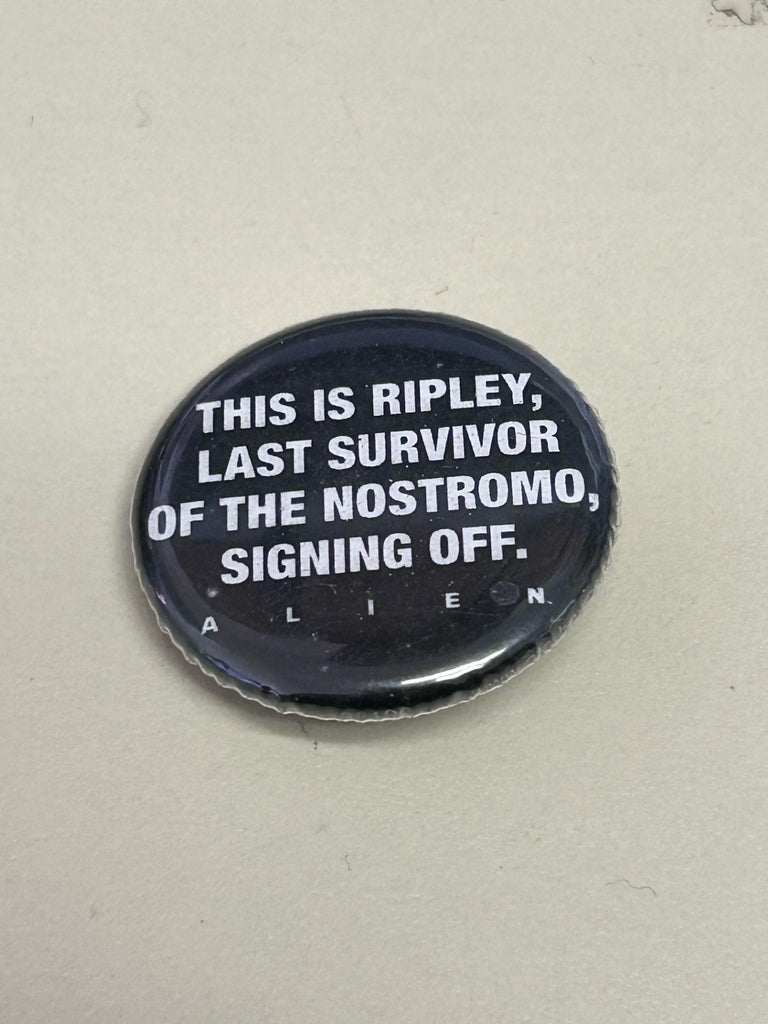 THIS IS RIPLEY,
LAST SURVIVOR
OF THE NOSTROMO,
SIGNING OFF.
A L I E N